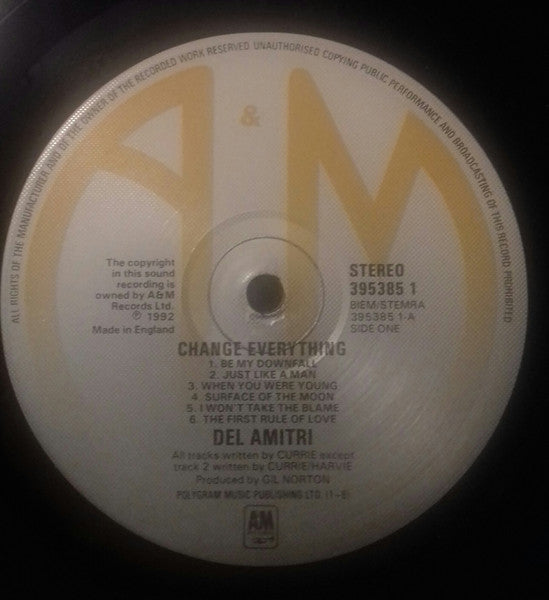 ALL RIGHTS OF THE MANUFACTURER AND OF THE OWNER OF THE RECORDED WORK RESERVED UNAUTHORISED COPYING PUBLIC PERFORMANCE AND BROADCASTING OF THIS RECORD PROHIBITED
A & M
The copyright
in this sound
recording is
owned by A&M
Records Ltd.
℗ 1992
Made in England
STEREO
395385 1
BIEM/STEMRA
395385 1-A
SIDE ONE
CHANGE EVERYTHING
1. BE MY DOWNFALL
2. JUST LIKE A MAN
3. WHEN YOU WERE YOUNG
4. SURFACE OF THE MOON
5. I WON'T TAKE THE BLAME
6. THE FIRST RULE OF LOVE
DEL AMITRI
All tracks written by CURRIE except
track 2 written by CURRIE/HARVIE
Produced by GIL NORTON
POLYGRAM MUSIC PUBLISHING LTD. (1-6)
AM